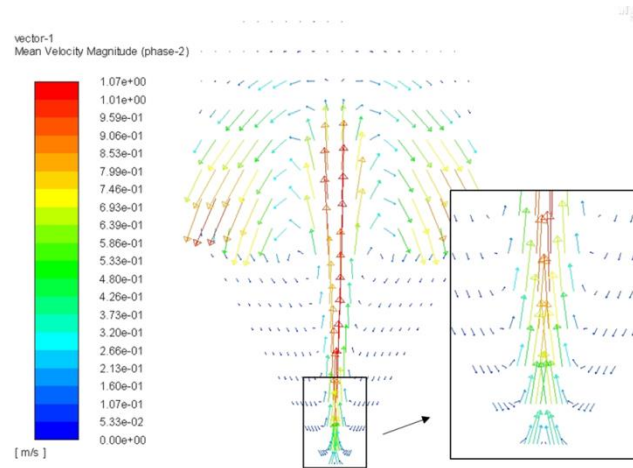 vector-1
Mean Velocity Magnitude (phase-2)
1.07e+00
1.01e+00
9.59e-01
9.06e-01
8.53e-01
7.99e-01
7.46e-01
6.93e-01
6.39e-01
5.86e-01
5.33e-01
4.80e-01
4.26e-01
3.73e-01
3.20e-01
2.66e-01
2.13e-01
1.60e-01
1.07e-01
5.33e-02
0.00e+00
[ m/s ]